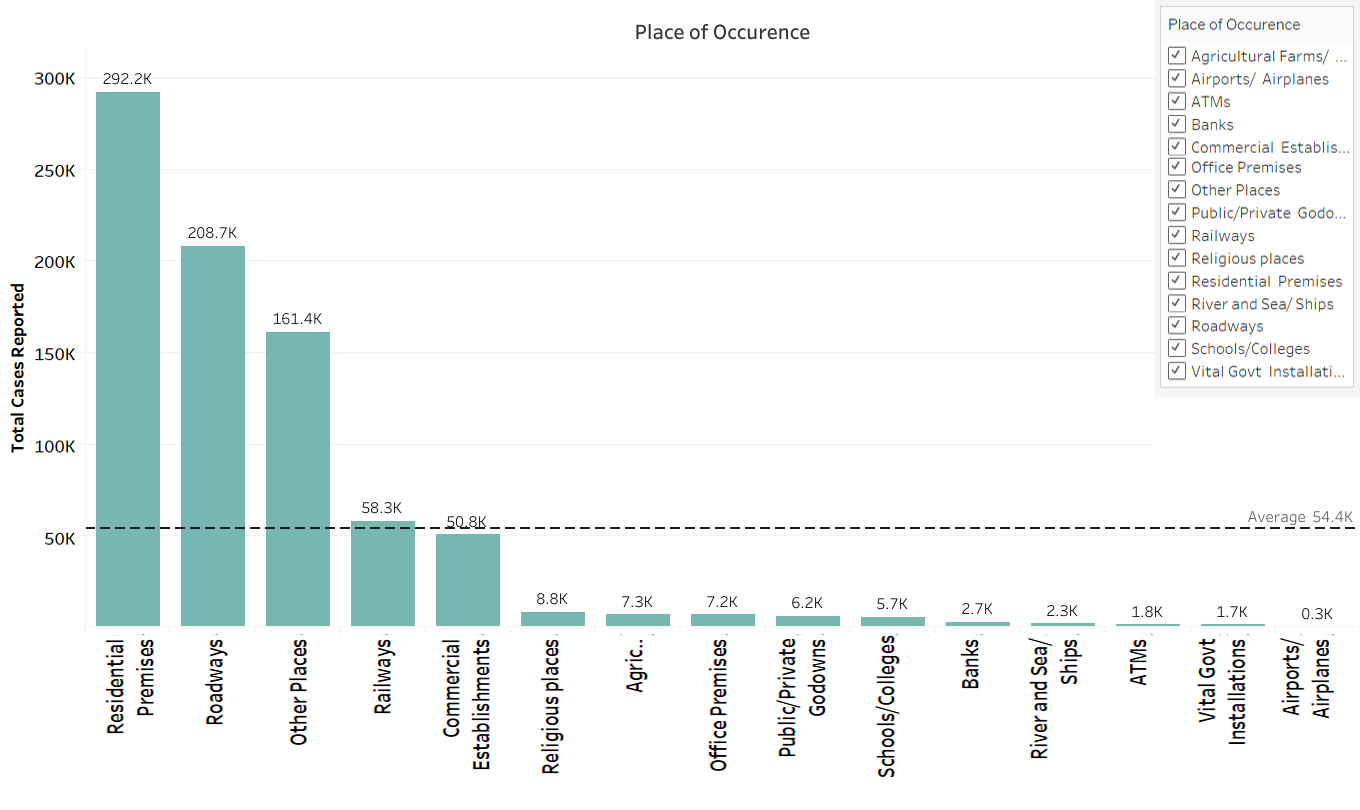 Place of Occurence
Total Cases Reported
300K
250K
200K
150K
100K
50K
292.2K
208.7K
161.4K
58.3K
50.8K
8.8K
7.3K
7.2K
6.2K
5.7K
2.7K
2.3K
1.8K
1.7K
0.3K
Average 54.4K
Residential
Premises
Roadways
Other Places
Railways
Commercial
Establishments
Religious places
Agric..
Office Premises
Public/Private
Godowns
Schools/Colleges
Banks
River and Sea/
Ships
ATMs
Vital Govt
Installations
Airports/
Airplanes
Place of Occurence
Agricultural Farms/ ...
Airports/ Airplanes
ATMs
Banks
Commercial Establis...
Office Premises
Other Places
Public/Private Godo...
Railways
Religious places
Residential Premises
River and Sea/ Ships
Roadways
Schools/Colleges
Vital Govt Installati...